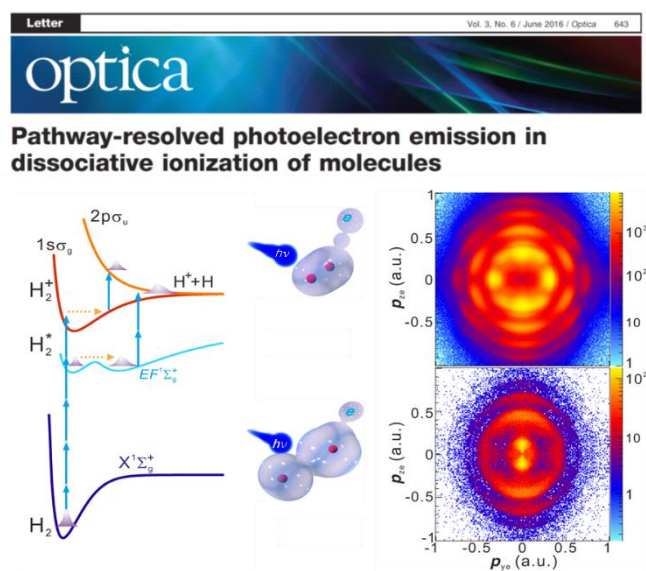 Letter
Vol. 3, No. 6 / June 2016 / Optica 643
optica
Pathway-resolved photoelectron emission in
dissociative ionization of molecules
2pσu
1sσg
H2+
H++H
H2*
EF1Σg+
X1Σg+
H2
e
hν
e
hν
1
0.5
0
-0.5
pze (a.u.)
10³
10²
10
1
1
0.5
0
-0.5
-1
pze (a.u.)
10²
10
1
-1 -0.5 0 0.5 1
pye (a.u.)